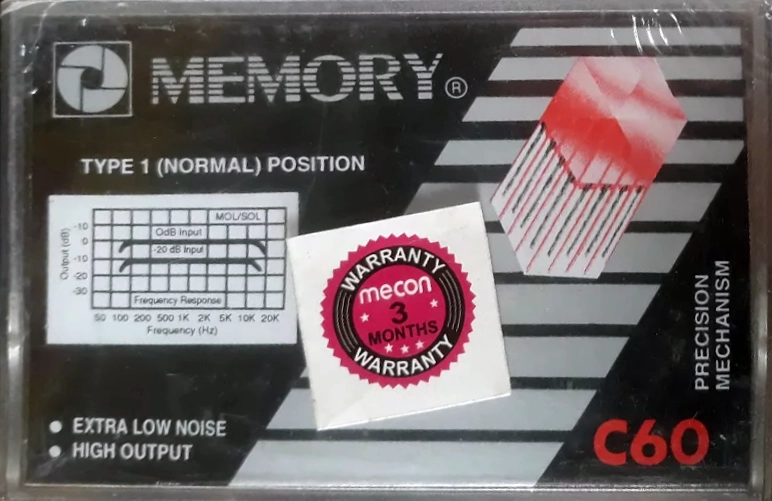 MEMORY®
TYPE 1 (NORMAL) POSITION
MOL/SOL
OdB Input
-20 dB Input
Output (dB)
-10
0
-10
-20
-30
Frequency Response
50 100 200 500 1K 2K 5K 10K 20K
Frequency (Hz)
WARRANTY
mecon
3
MONTHS
WARRANTY
PRECISION
MECHANISM
• EXTRA LOW NOISE
• HIGH OUTPUT
C60